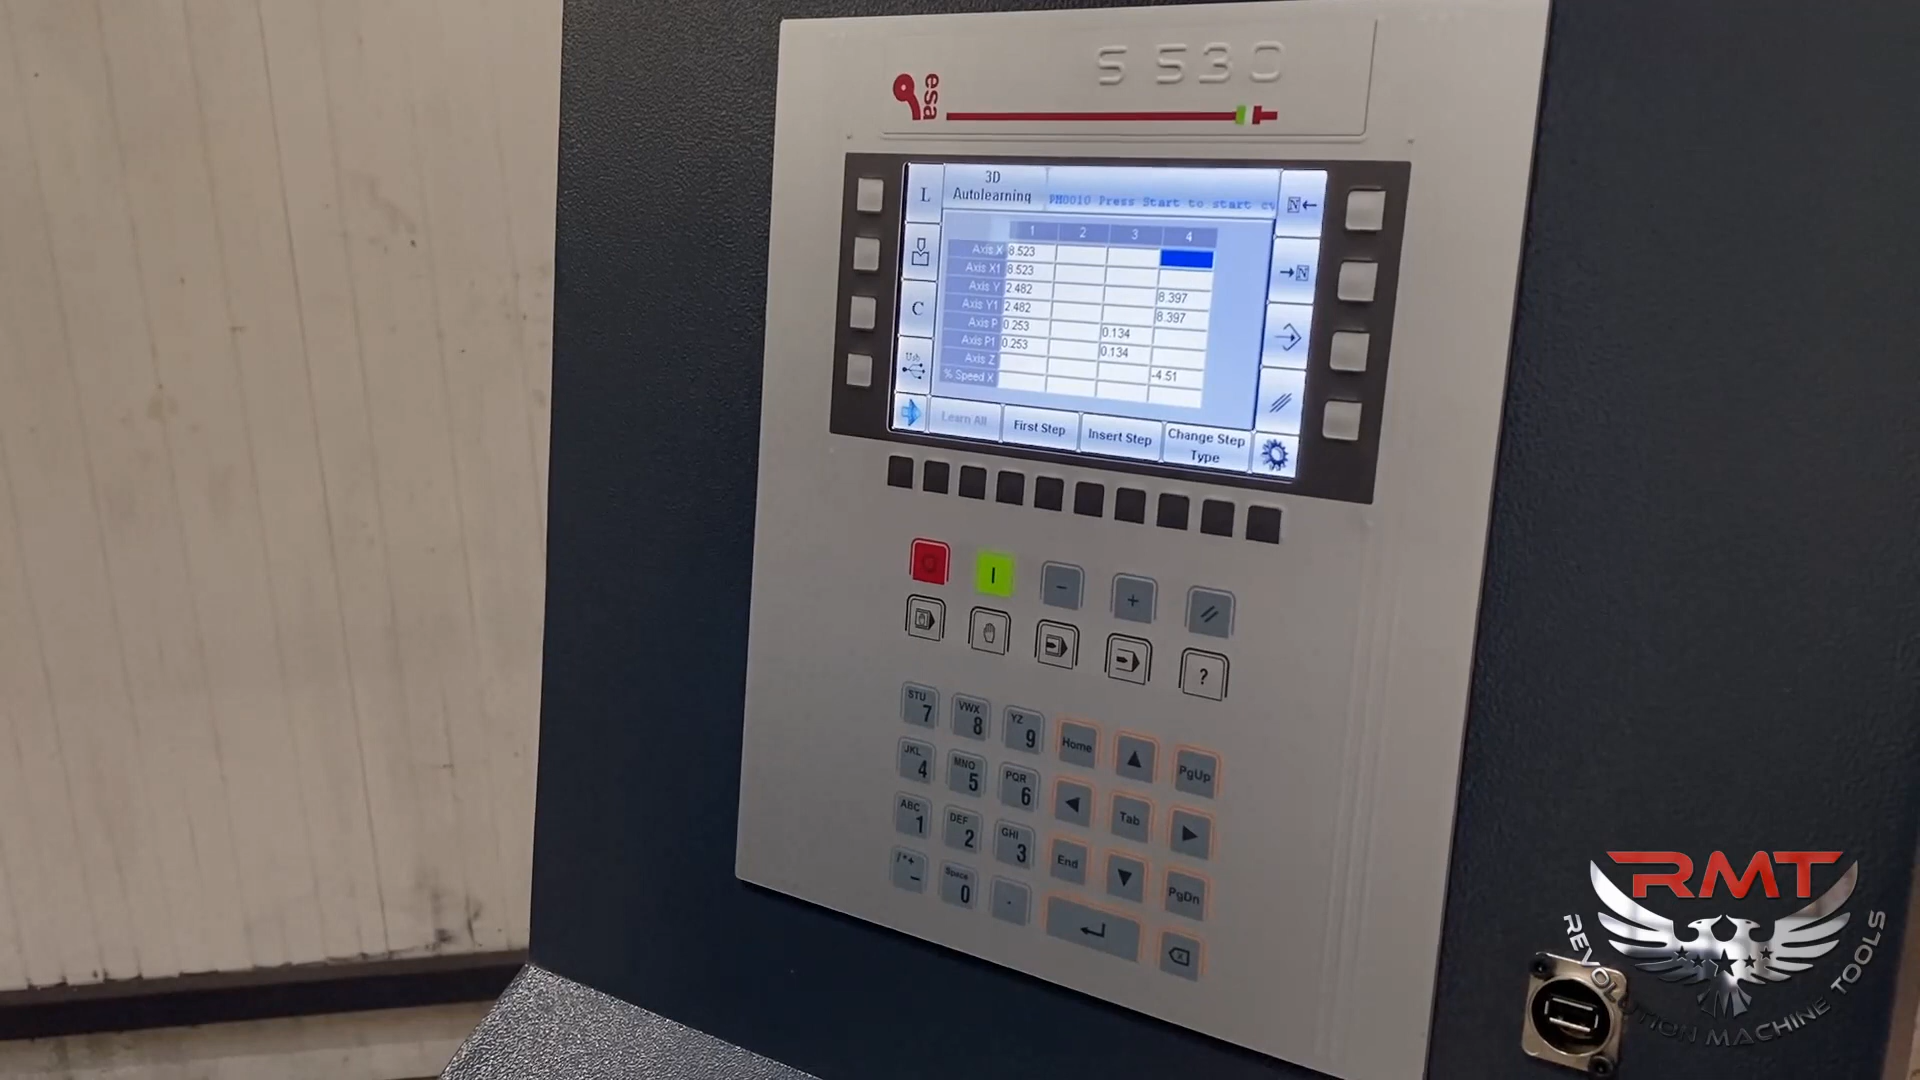 S 530
esa
3D
Autolearning
PM0010 Press Start to start cy
L
C
Usb
1 2 3 4
Axis X 8.523
Axis X1 8.523
Axis Y 2.482 8.397
Axis Y1 2.482 8.397
Axis P 0.253 0.134
Axis P1 0.253 0.134
Axis Z
% Speed X -4.51
Learn All
First Step
Insert Step
Change Step
Type
N
N
I
- +
?
STU 7
VWX 8
YZ 9
Home
PgUp
JKL 4
MNO 5
PQR 6
Tab
ABC 1
DEF 2
GHI 3
End
PgDn
/*+ -
Space 0
.
RMT
REVOLUTION MACHINE TOOLS